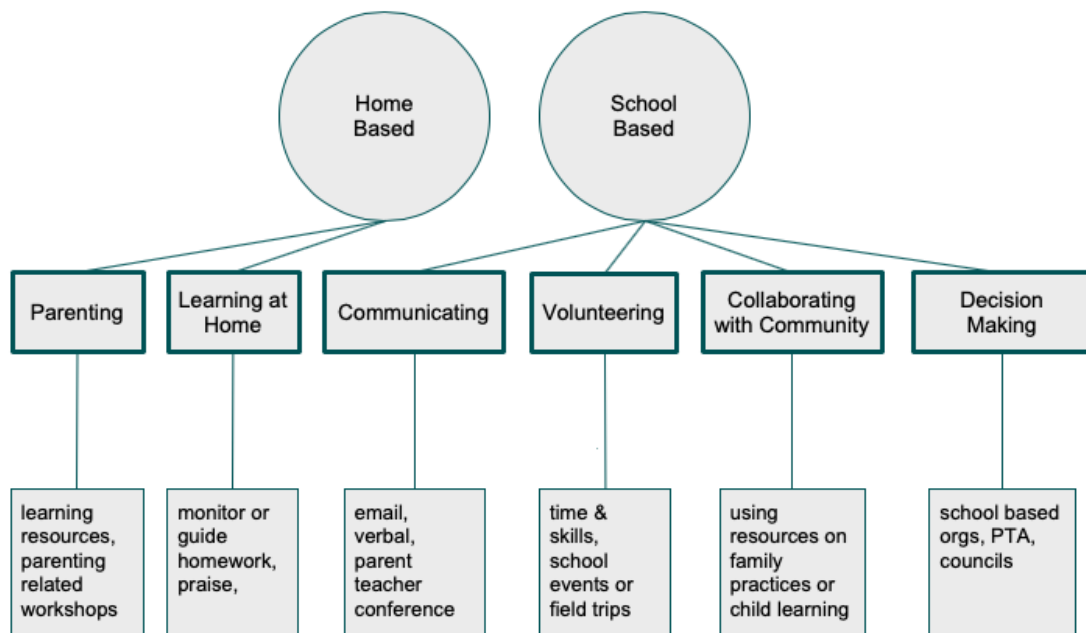 Home
Based
School
Based
Parenting
Learning at
Home
Communicating
Volunteering
Collaborating
with Community
Decision
Making
learning
resources,
parenting
related
workshops
monitor or
guide
homework,
praise,
email,
verbal,
parent
teacher
conference
time &
skills,
school
events or
field trips
using
resources on
family
practices or
child learning
school based
orgs, PTA,
councils